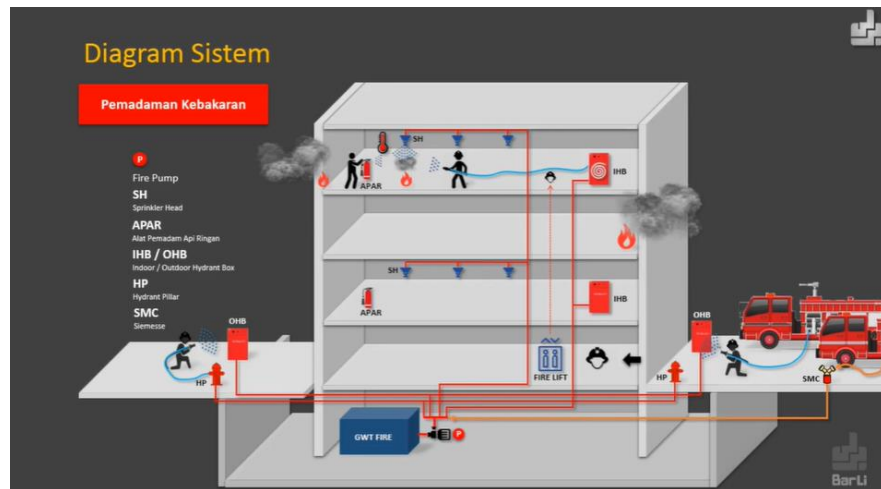 Diagram Sistem
Pemadaman Kebakaran
P
Fire Pump
SH
Sprinkler Head
APAR
Alat Pemadam Api Ringan
IHB / OHB
Indoor / Outdoor Hydrant Box
HP
Hydrant Pillar
SMC
Siemesse
SH
APAR
IHB
SH
APAR
IHB
OHB
OHB
HP
FIRE LIFT
HP
SMC
GWT FIRE
P
BarLi